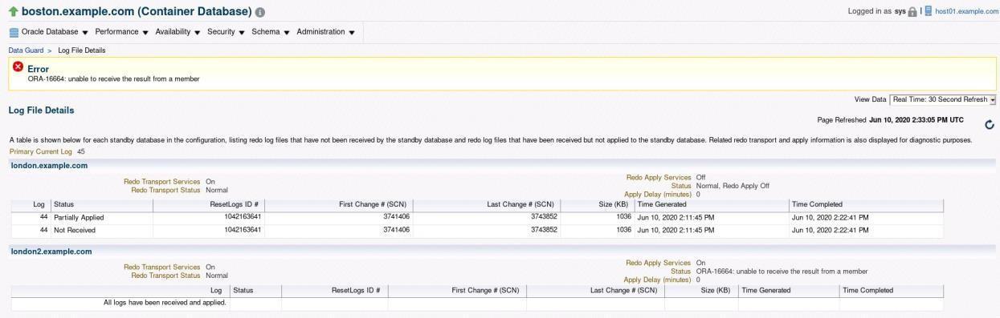 boston.example.com (Container Database)
Logged in as sys | host01.example.com
Oracle Database Performance Availability Security Schema Administration
Data Guard > Log File Details
Error
ORA-16664: unable to receive the result from a member
View Data Real Time: 30 Second Refresh
Log File Details
Page Refreshed Jun 10, 2020 2:33:05 PM UTC
A table is shown below for each standby database in the configuration, listing redo log files that have not been received by the standby database and redo log files that have been received but not applied to the standby database. Related redo transport and apply information is also displayed for diagnostic purposes.
Primary Current Log 45
london.example.com
Redo Transport Services On
Redo Transport Status Normal
Redo Apply Services Off
Status Normal, Redo Apply Off
Apply Delay (minutes) 0
Log Status ResetLogs ID # First Change # (SCN) Last Change # (SCN) Size (KB) Time Generated Time Completed
44 Partially Applied 1042163641 3741406 3743852 1036 Jun 10, 2020 2:11:45 PM Jun 10, 2020 2:22:41 PM
44 Not Received 1042163641 3741406 3743852 1036 Jun 10, 2020 2:11:45 PM Jun 10, 2020 2:22:41 PM
london2.example.com
Redo Transport Services On
Redo Transport Status Normal
Redo Apply Services On
Status ORA-16664: unable to receive the result from a member
Apply Delay (minutes) 0
Log Status ResetLogs ID # First Change # (SCN) Last Change # (SCN) Size (KB) Time Generated Time Completed
All logs have been received and applied.